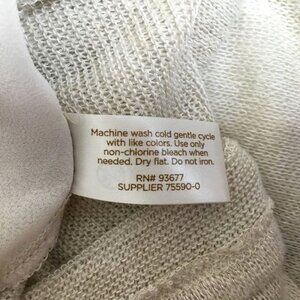 Machine wash cold gentle cycle
with like colors. Use only
non-chlorine bleach when
needed. Dry flat. Do not iron.
RN# 93677
SUPPLIER 75590-0